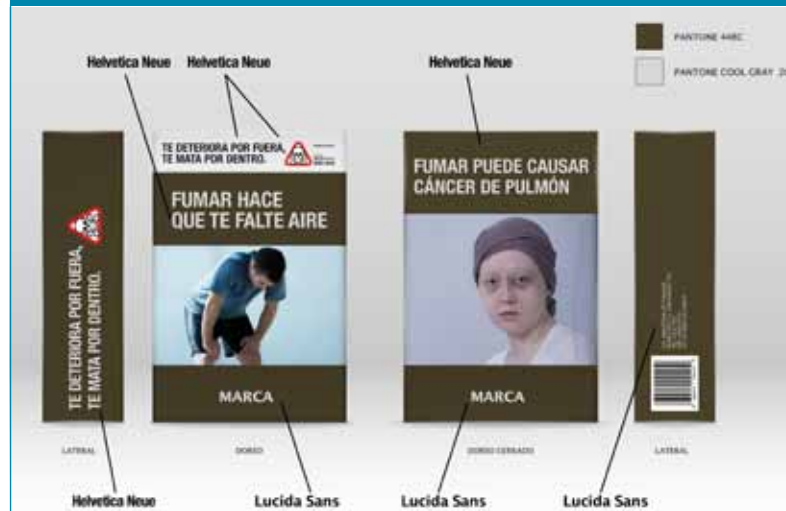 PANTONE 448C
PANTONE COOL GRAY
Helvetica Neue Helvetica Neue Helvetica Neue
TE DETERIORA POR FUERA,
TE MATA POR DENTRO.
TE DETERIORA POR FUERA,
TE MATA POR DENTRO.
FUMAR HACE
QUE TE FALTE AIRE
MARCA
FUMAR PUEDE CAUSAR
CÁNCER DE PULMÓN
MARCA
LATERAL
DORSO
DORSO CERRADO
LATERAL
Helvetica Neue Lucida Sans Lucida Sans Lucida Sans